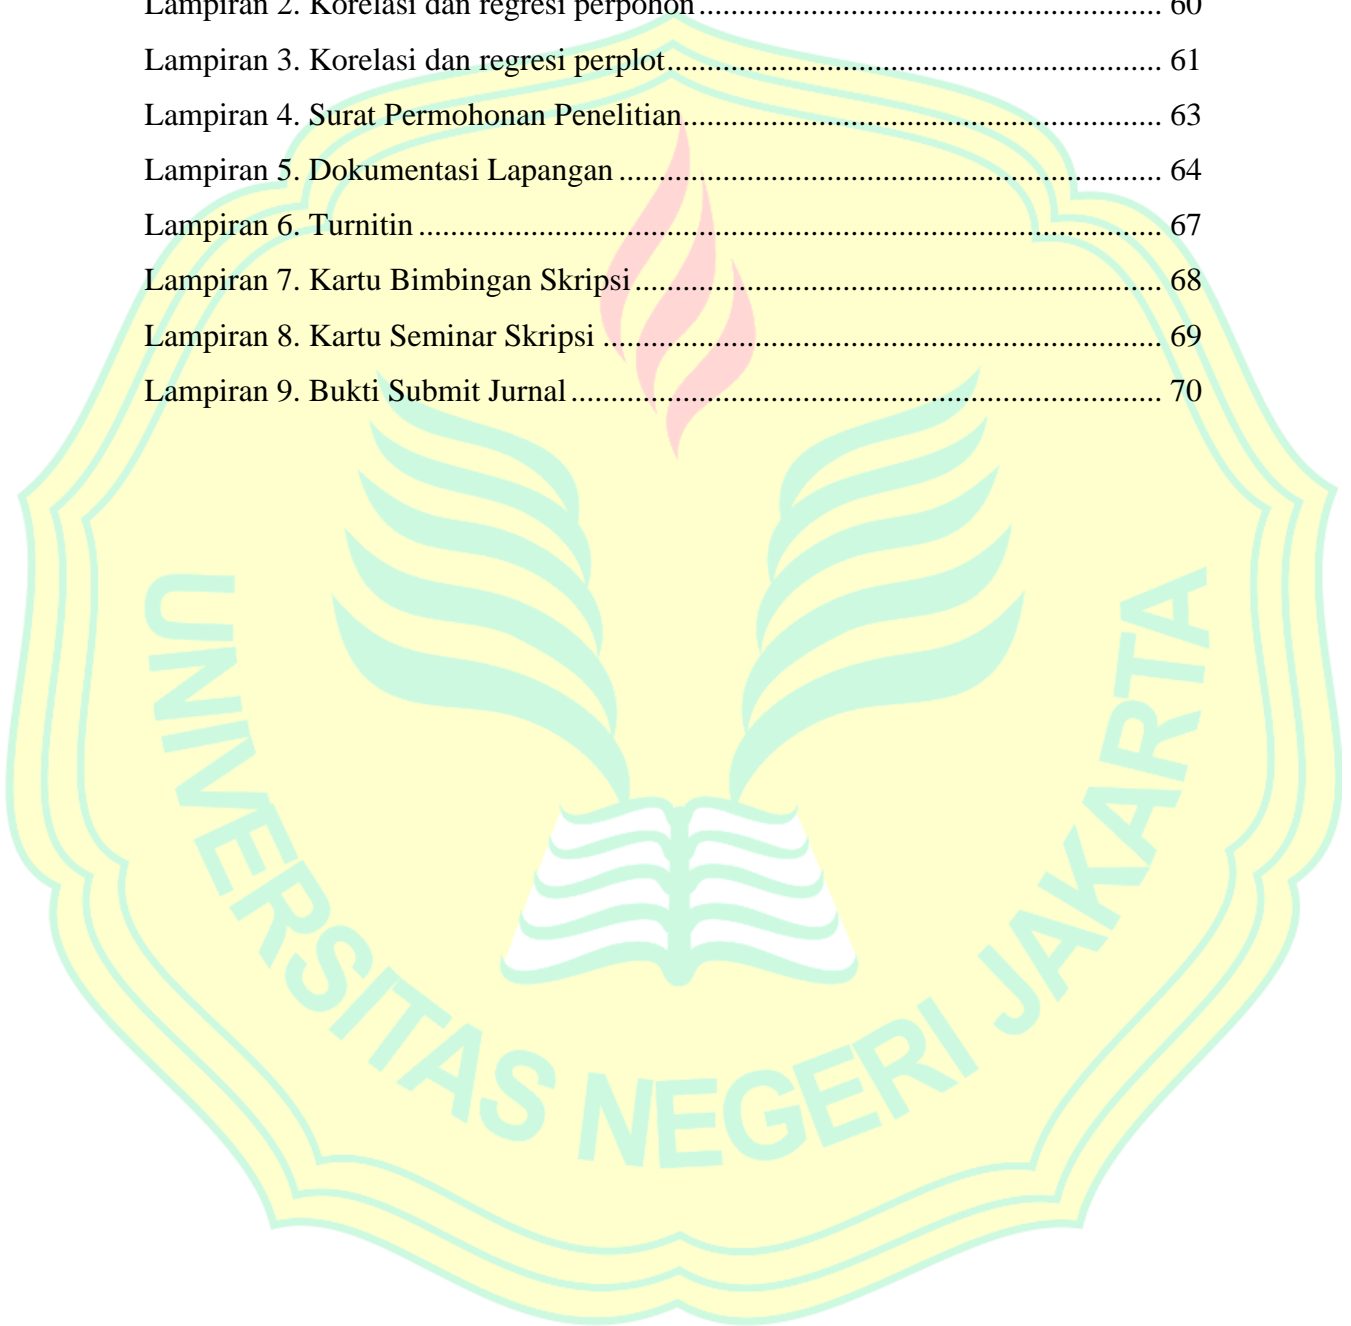 Lampiran 2. Korelasi dan regresi perpohon.......................................................... 60
Lampiran 3. Korelasi dan regresi perplot............................................................. 61
Lampiran 4. Surat Permohonan Penelitian........................................................... 63
Lampiran 5. Dokumentasi Lapangan ................................................................... 64
Lampiran 6. Turnitin ............................................................................................ 67
Lampiran 7. Kartu Bimbingan Skripsi................................................................. 68
Lampiran 8. Kartu Seminar Skripsi ..................................................................... 69
Lampiran 9. Bukti Submit Jurnal ......................................................................... 70
UNIVERSITAS NEGERI JAKARTA